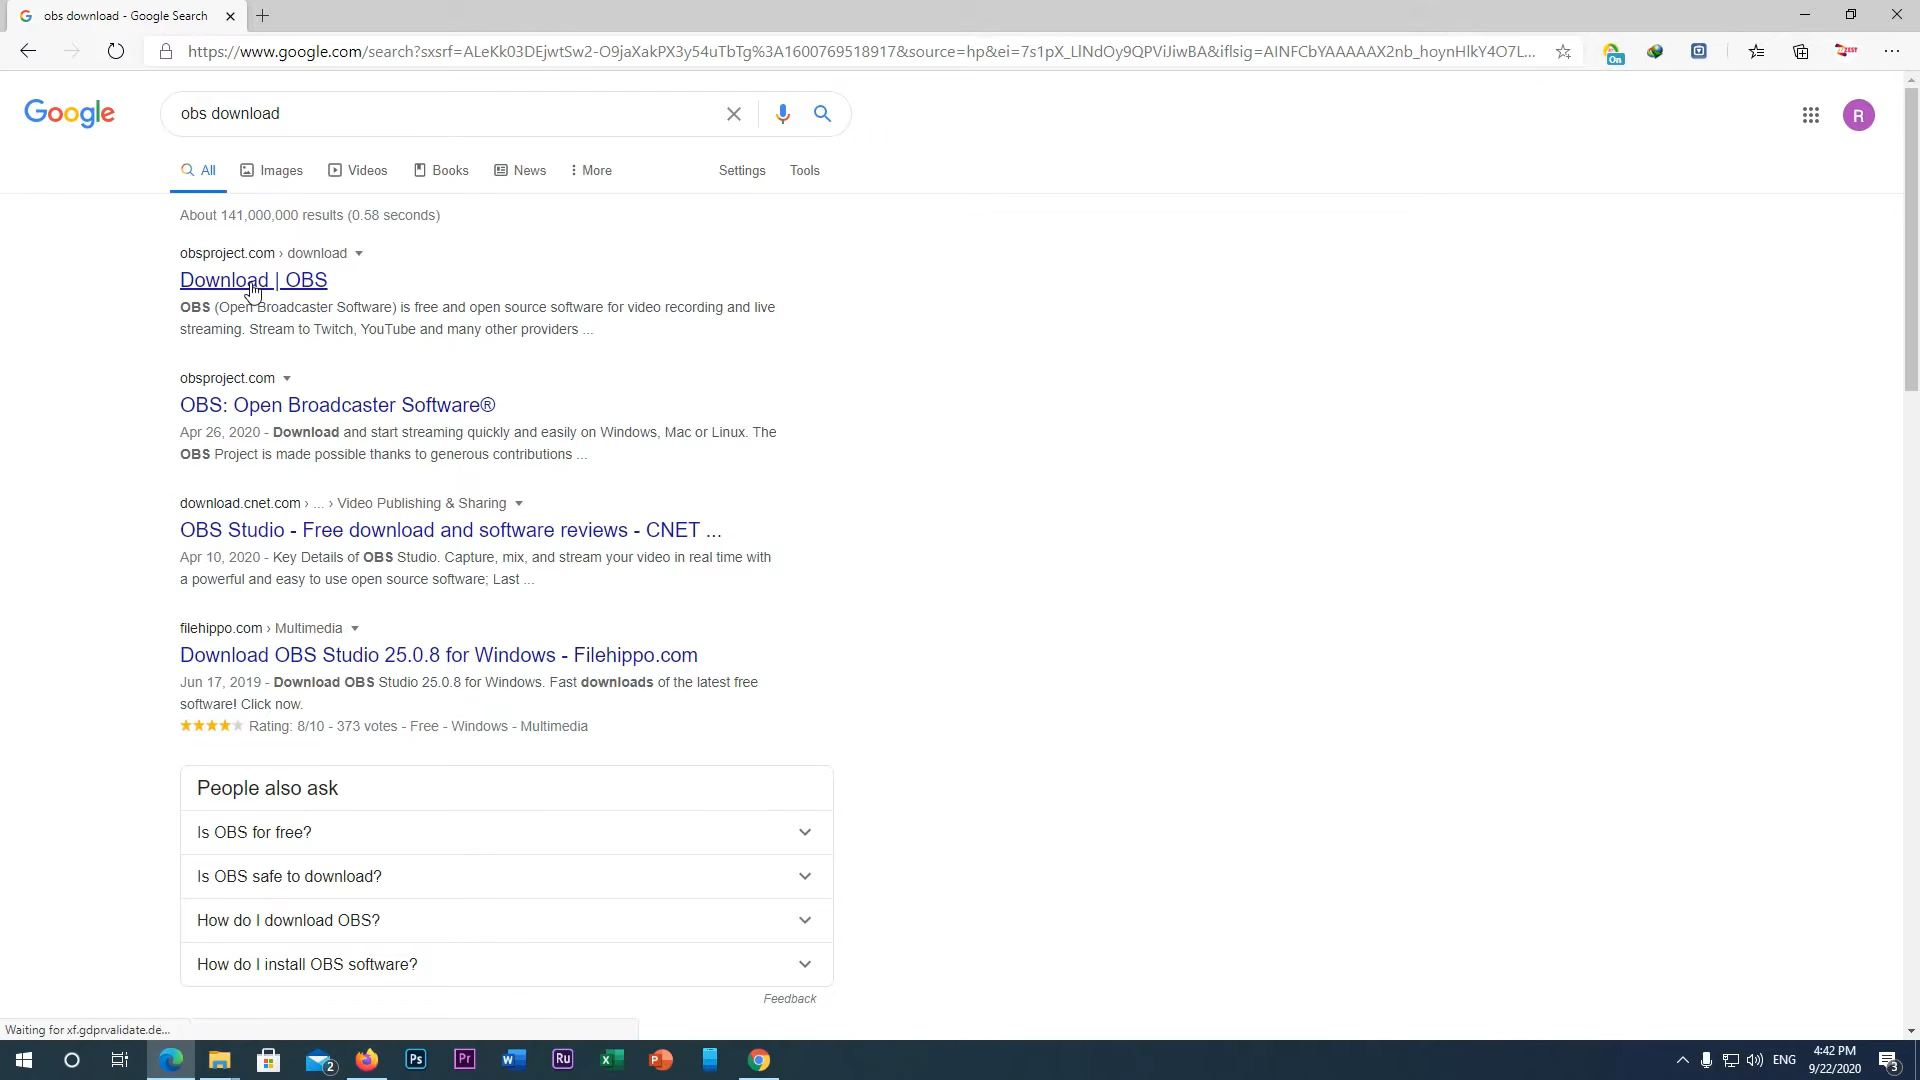 obs download - Google Search
https://www.google.com/search?sxsrf=ALeKk03DEjwtSw2-O9jaXakPX3y54uTbTg%3A1600769518917&source=hp&ei=7s1pX_LlNdOy9QPViJiwBA&iflsig=AINFCbYAAAAAX2nb_hoynHlkY4O7L...
On
Google
obs download
R
All
Images
Videos
Books
News
More
Settings
Tools
About 141,000,000 results (0.58 seconds)
obsproject.com › download
Download | OBS
OBS (Open Broadcaster Software) is free and open source software for video recording and live
streaming. Stream to Twitch, YouTube and many other providers ...
obsproject.com
OBS: Open Broadcaster Software®
Apr 26, 2020 - Download and start streaming quickly and easily on Windows, Mac or Linux. The
OBS Project is made possible thanks to generous contributions ...
download.cnet.com › ... › Video Publishing & Sharing
OBS Studio - Free download and software reviews - CNET ...
Apr 10, 2020 - Key Details of OBS Studio. Capture, mix, and stream your video in real time with
a powerful and easy to use open source software; Last ...
filehippo.com › Multimedia
Download OBS Studio 25.0.8 for Windows - Filehippo.com
Jun 17, 2019 - Download OBS Studio 25.0.8 for Windows. Fast downloads of the latest free
software! Click now.
Rating: 8/10 - 373 votes - Free - Windows - Multimedia
People also ask
Is OBS for free?
Is OBS safe to download?
How do I download OBS?
How do I install OBS software?
Feedback
Waiting for xf.gdprvalidate.de...
2
Ps
Pr
W
Ru
X
P
ENG
4:42 PM
9/22/2020
3